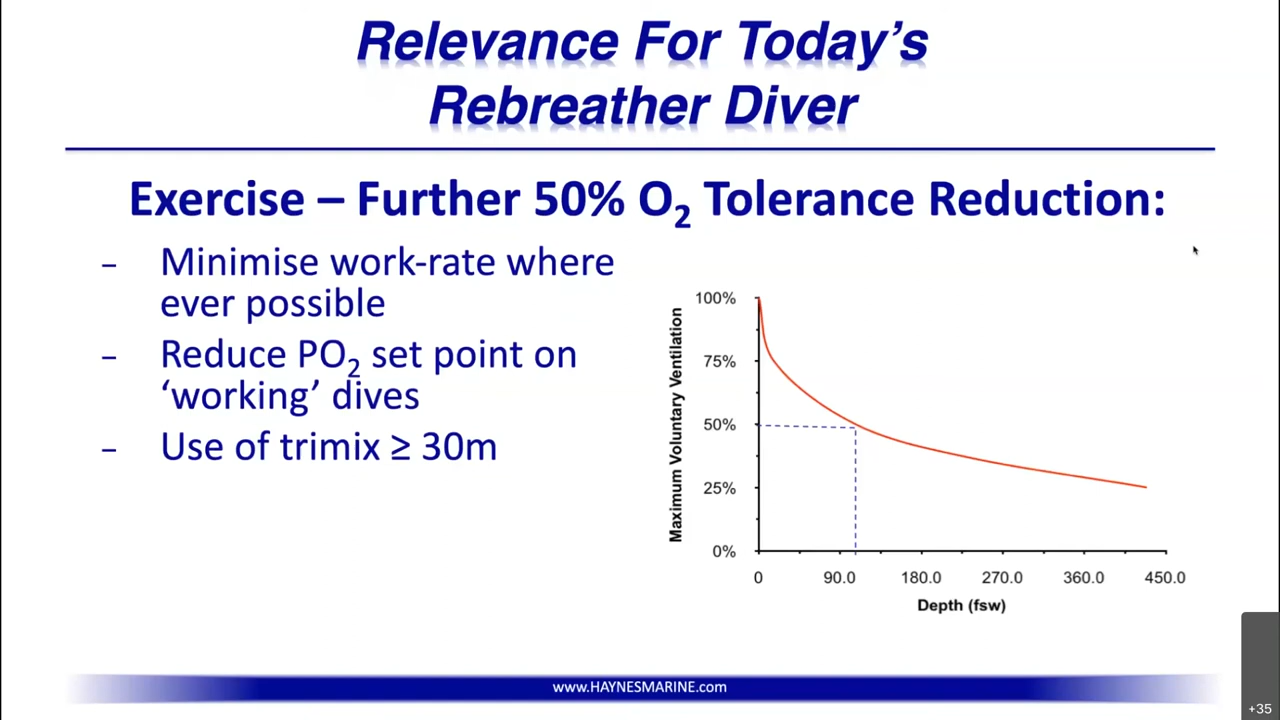 Relevance For Today’s
Rebreather Diver
Exercise – Further 50% O₂ Tolerance Reduction:
– Minimise work-rate where
ever possible
– Reduce PO₂ set point on
‘working’ dives
– Use of trimix ≥ 30m
Maximum Voluntary Ventilation
100%
75%
50%
25%
0%
0 90.0 180.0 270.0 360.0 450.0
Depth (fsw)
www.HAYNESMARINE.com
+35